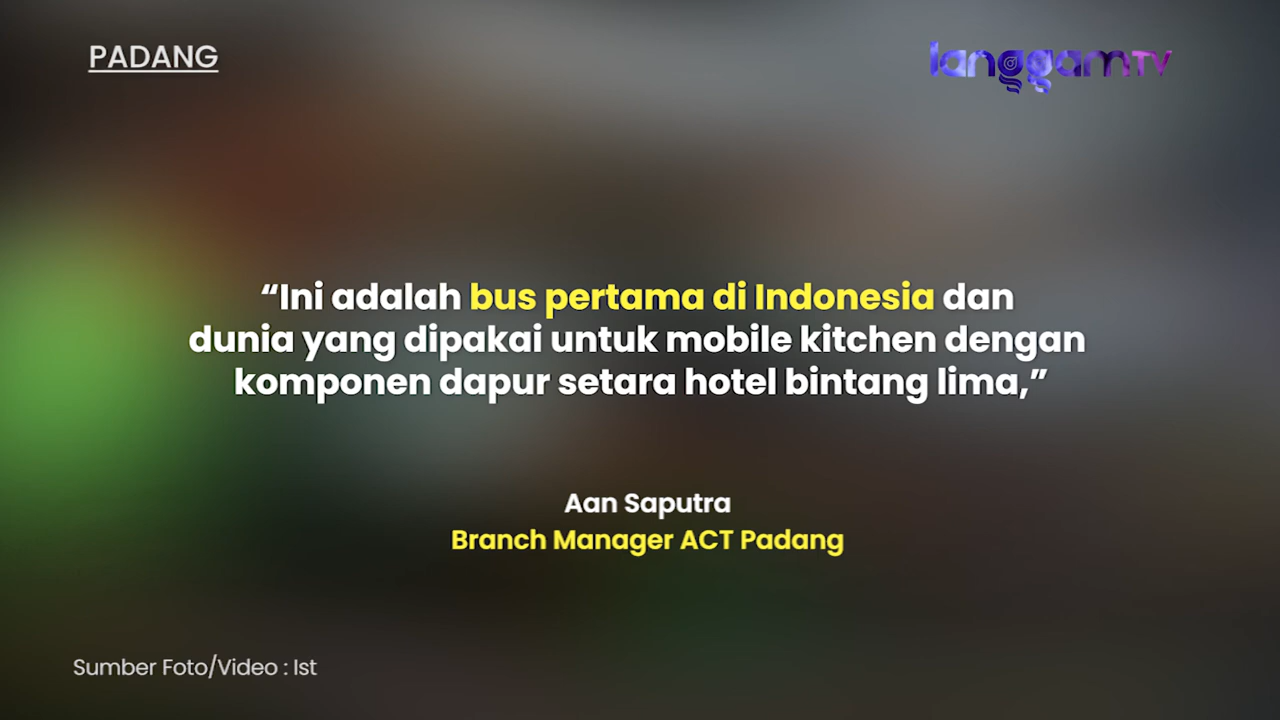 PADANG
langgamTV
“Ini adalah bus pertama di Indonesia dan
dunia yang dipakai untuk mobile kitchen dengan
komponen dapur setara hotel bintang lima,”
Aan Saputra
Branch Manager ACT Padang
Sumber Foto/Video : Ist